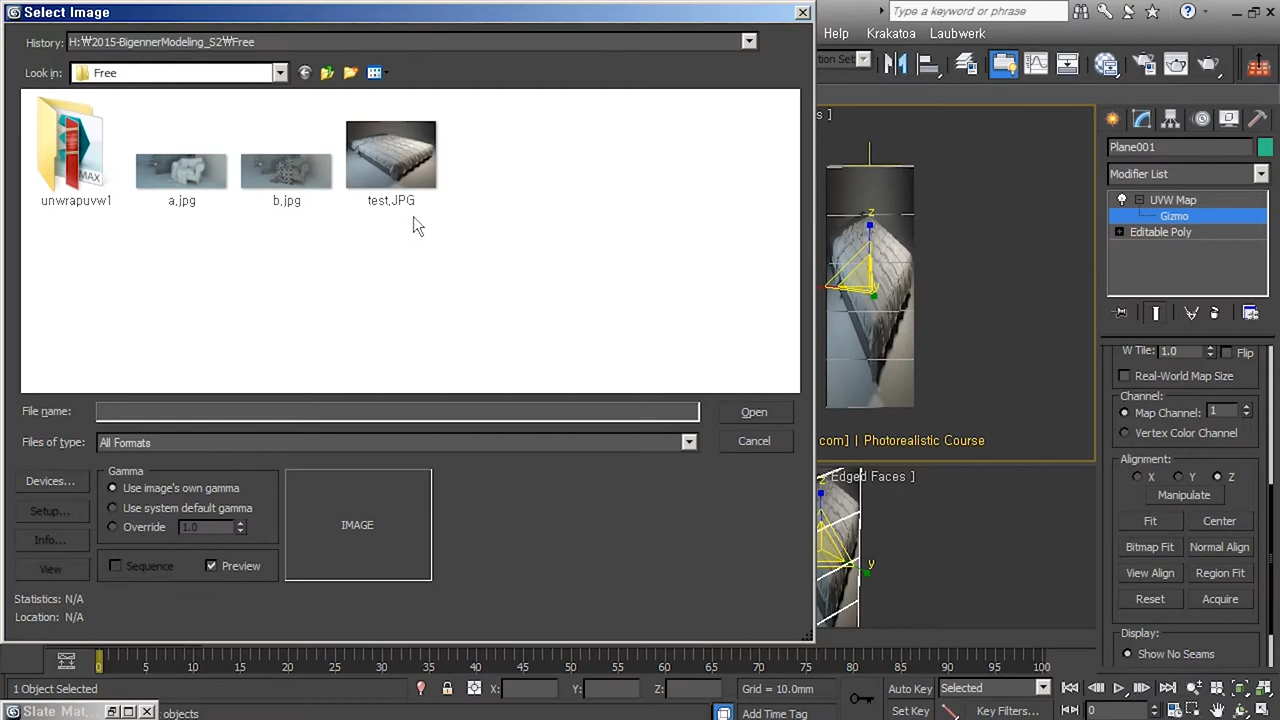 Select Image
Type a keyword or phrase
History: H:₩2015-BigennerModeling_S2₩Free
Help Krakatoa Laubwerk
Look in: Free
unwrapuvw1 a.jpg b.jpg test.JPG
MAX
File name:
Open
Files of type: All Formats
Cancel
Devices...
Setup...
Info...
View
Gamma
Use image's own gamma
Use system default gamma
Override 1.0
Sequence Preview
IMAGE
Statistics: N/A
Location: N/A
com] | Photorealistic Course
Edged Faces ]
z
z
y
Plane001
Modifier List
UVW Map
Gizmo
Editable Poly
W Tile: 1.0 Flip
Real-World Map Size
Channel:
Map Channel: 1
Vertex Color Channel
Alignment:
X Y Z
Manipulate
Fit Center
Bitmap Fit Normal Align
View Align Region Fit
Reset Acquire
Display:
Show No Seams
0 5 10 15 20 25 30 35 40 45 50 55 60 65 70 75 80 85 90 95 100
1 Object Selected X: Y: Z: Grid = 10.0mm Auto Key Selected
Slate Mat... objects Add Time Tag Set Key Key Filters... 0